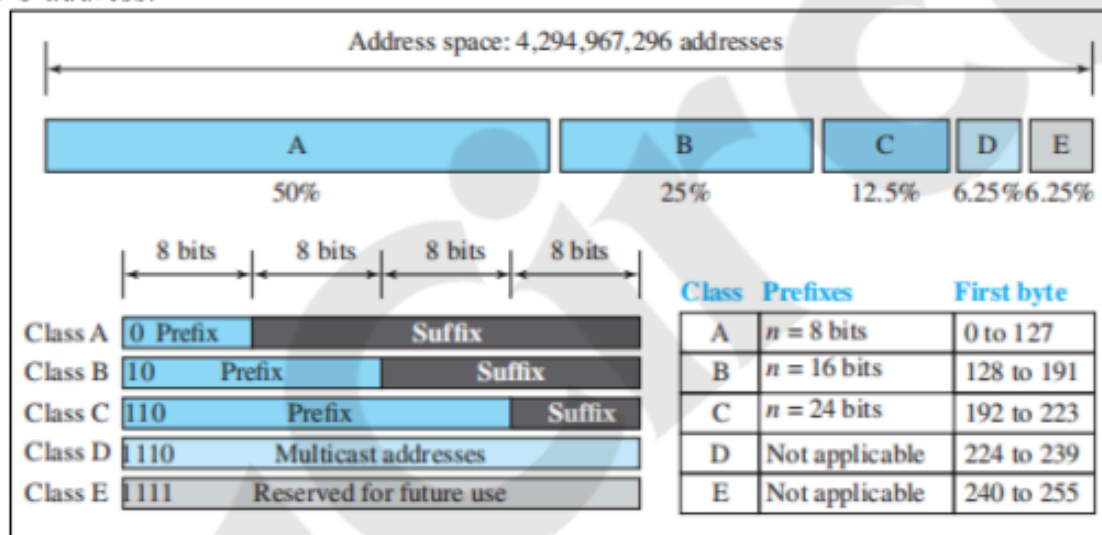 Address space: 4,294,967,296 addresses
A B C D E
50% 25% 12.5% 6.25% 6.25%
8 bits 8 bits 8 bits 8 bits
Class A 0 Prefix Suffix
Class B 10 Prefix Suffix
Class C 110 Prefix Suffix
Class D 1110 Multicast addresses
Class E 1111 Reserved for future use
Class Prefixes First byte
A n = 8 bits 0 to 127
B n = 16 bits 128 to 191
C n = 24 bits 192 to 223
D Not applicable 224 to 239
E Not applicable 240 to 255